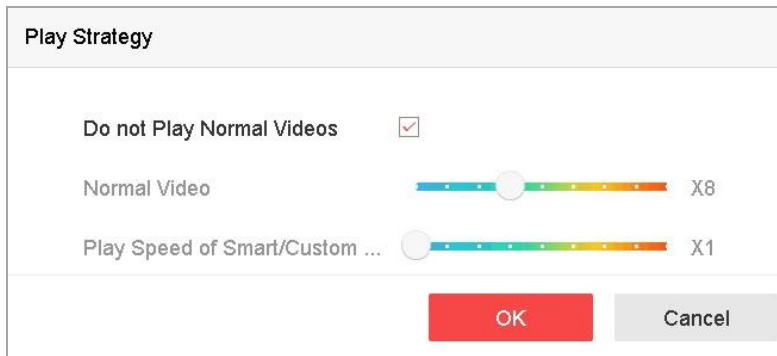 Play Strategy
Do not Play Normal Videos
Normal Video X8
Play Speed of Smart/Custom ... X1
OK Cancel